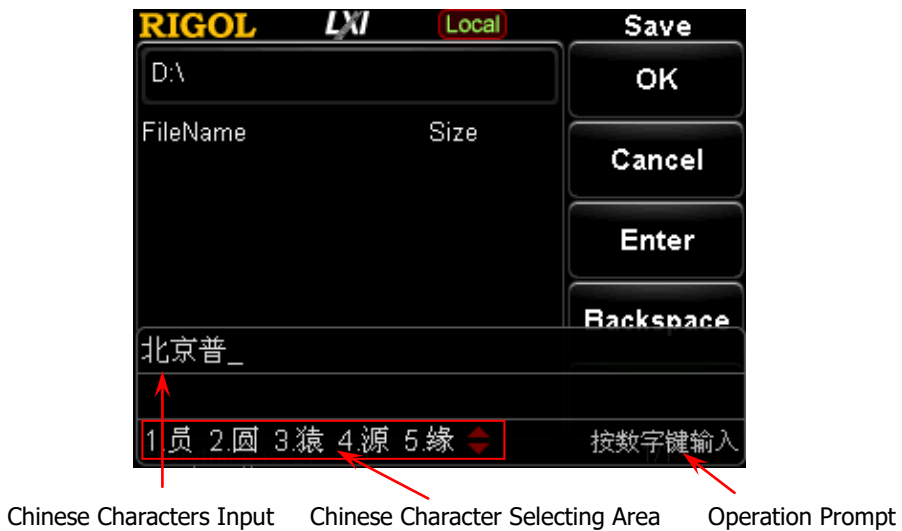 RIGOL LXI Local Save
D:\
OK
FileName Size
Cancel
Enter
Backspace
北京普_
1.员 2.圆 3.猿 4.源 5.缘 按数字键输入
Chinese Characters Input Chinese Character Selecting Area Operation Prompt